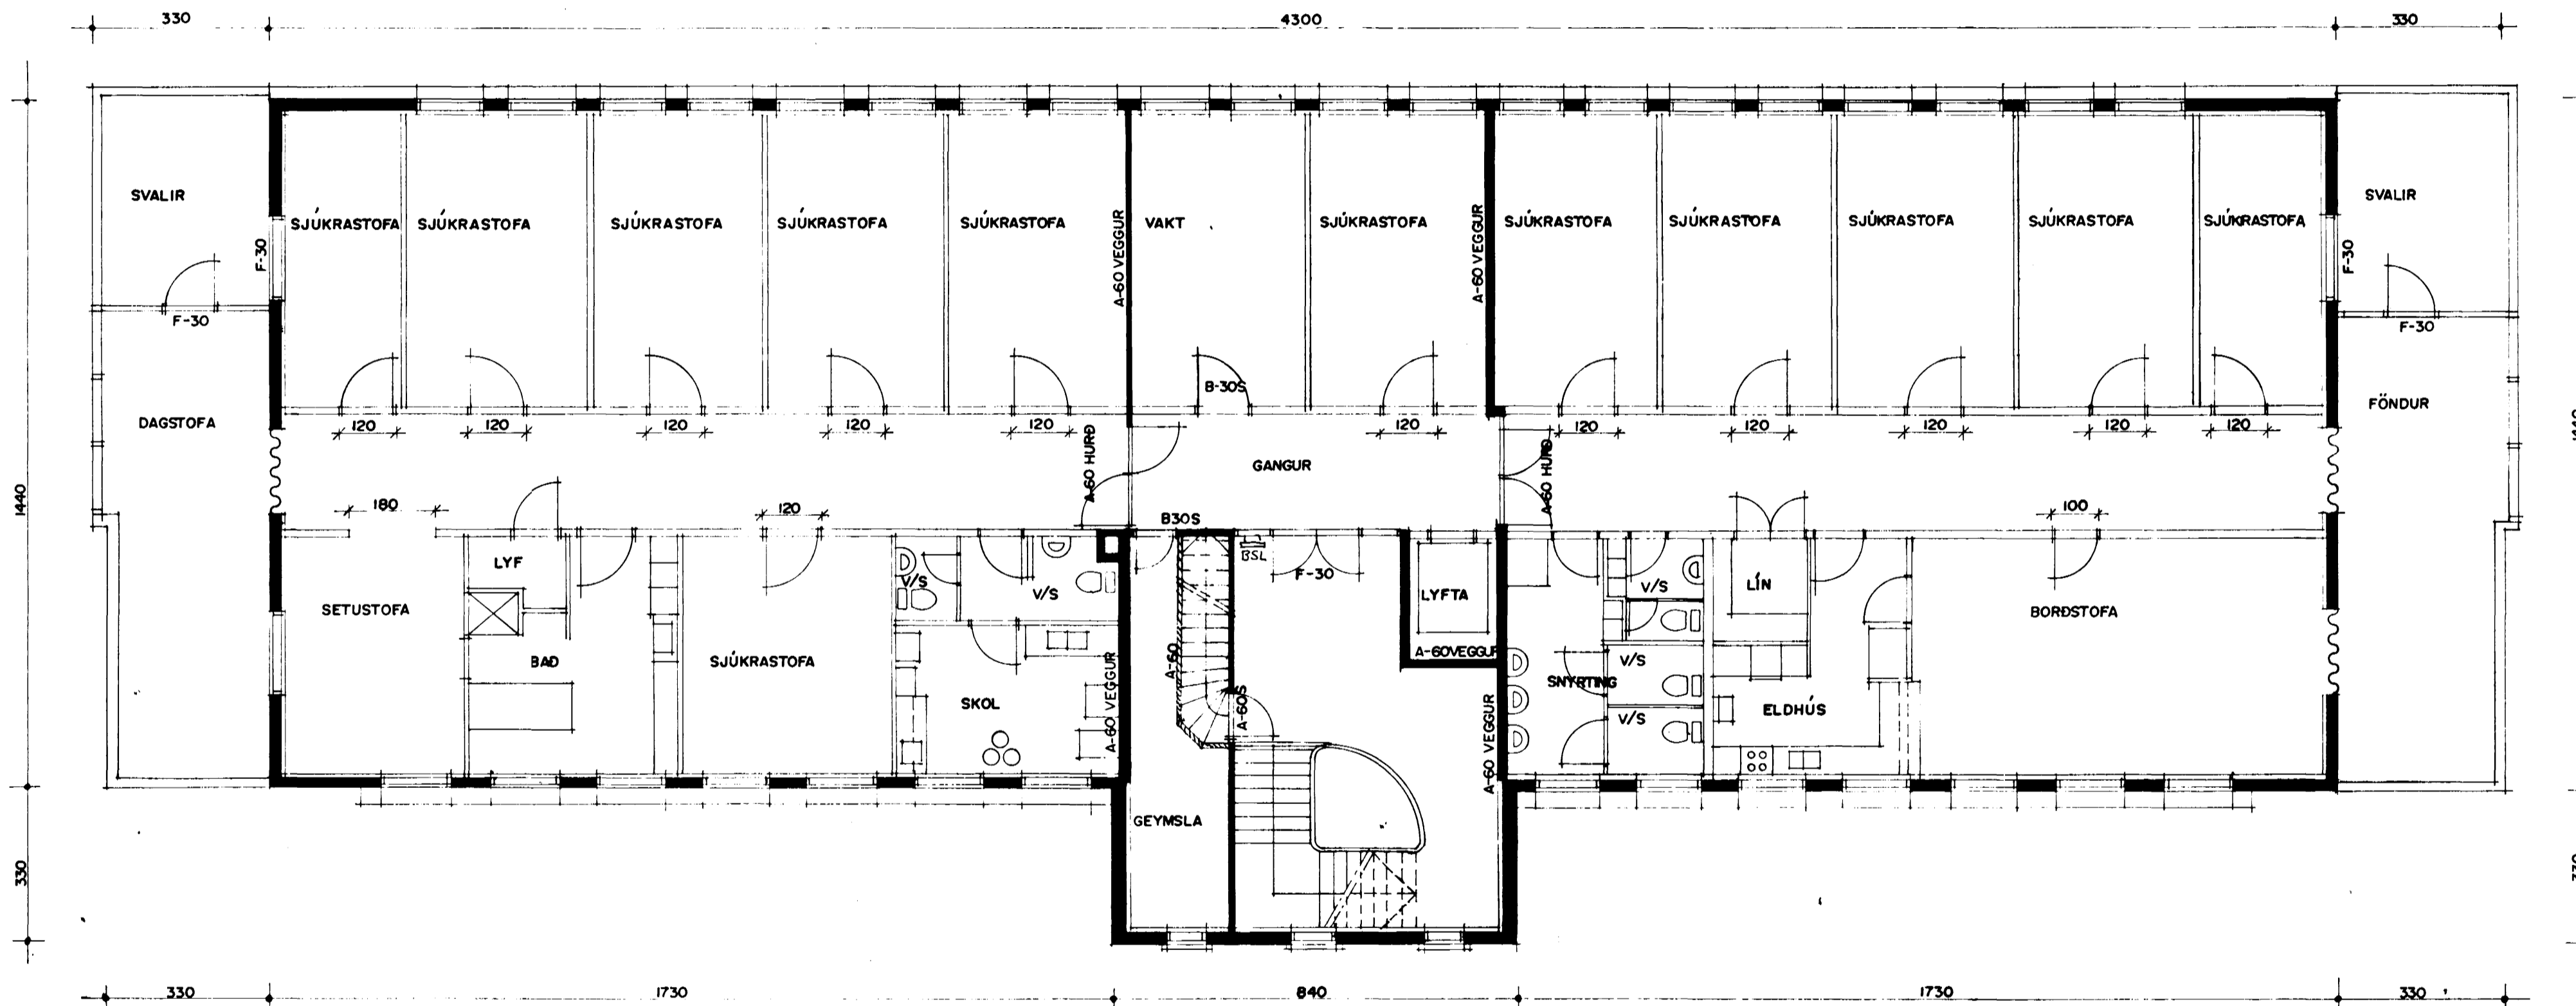 330
4300
330
SVALIR
SVALIR
SJÚKRASTOFA
SJÚKRASTOFA
SJÚKRASTOFA
SJÚKRASTOFA
SJÚKRASTOFA
VAKT
SJÚKRASTOFA
SJÚKRASTOFA
SJÚKRASTOFA
SJÚKRASTOFA
SJÚKRASTOFA
SJÚKRASTOFA
F-30
A-60 VEGGUR
A-60 VEGGUR
F-30
F-30
F-30
B-30S
DAGSTOFA
FÖNDUR
120
120
120
120
120
120
120
120
120
120
120
1440
1440
A-60 HURÐ
GANGUR
A-60 HURÐ
180
120
B30S
100
BSL
F-30
LYF
V/S
V/S
LYFTA
V/S
LÍN
SETUSTOFA
BORÐSTOFA
BAÐ
SJÚKRASTOFA
A-60 VEGGUR
A-60
A-60VEGGUR
V/S
SNYRTING
SKOL
A-60S
A-60 VEGGUR
V/S
ELDHÚS
GEYMSLA
330
330
330
1730
840
1730
330